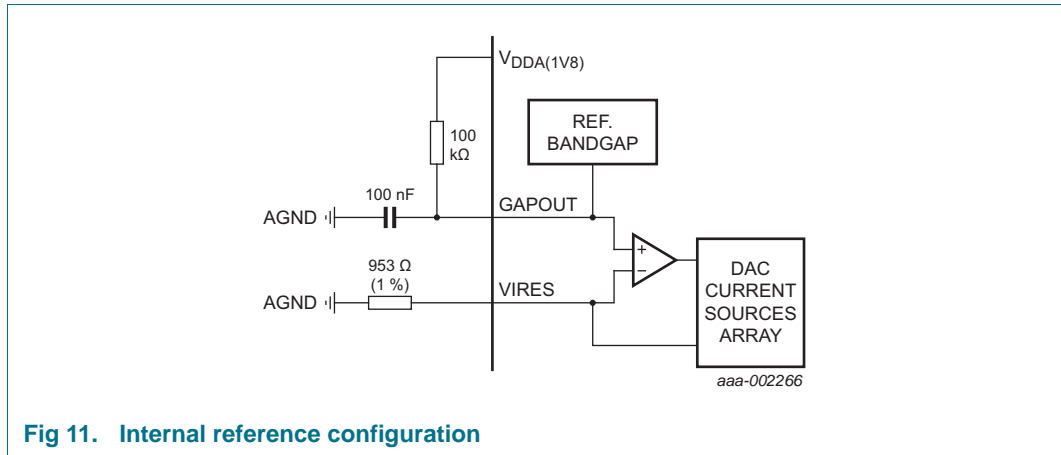 VDDA(1V8)
REF.
BANDGAP
100
kΩ
100 nF
GAPOUT
AGND
+
−
DAC
CURRENT
SOURCES
ARRAY
953 Ω
(1 %)
VIRES
AGND
aaa-002266
Fig 11. Internal reference configuration